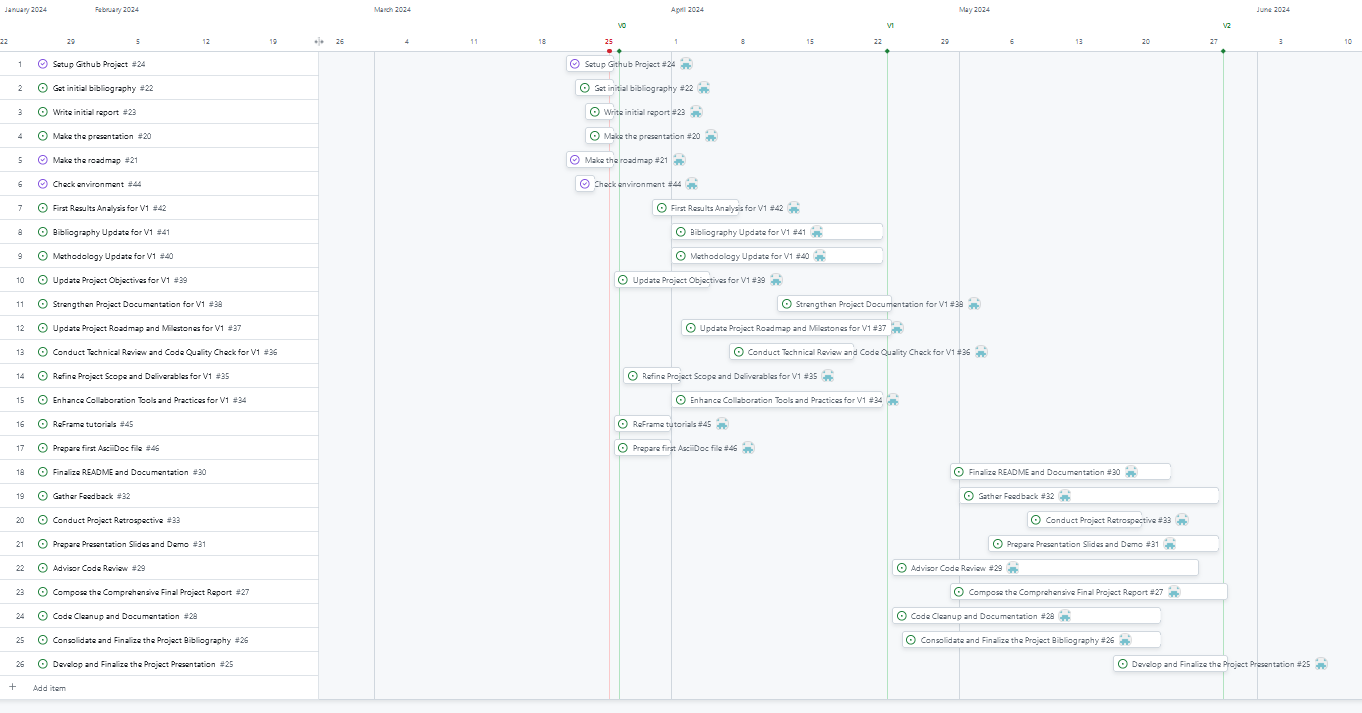 January 2024 February 2024 March 2024 April 2024 May 2024 June 2024
V0 V1 V2
22 29 5 12 19 26 4 11 18 25 1 8 15 22 29 6 13 20 27 3 10
1 Setup Github Project #24 Setup Github Project #24
2 Get initial bibliography #22 Get initial bibliography #22
3 Write initial report #23 Write initial report #23
4 Make the presentation #20 Make the presentation #20
5 Make the roadmap #21 Make the roadmap #21
6 Check environment #44 Check environment #44
7 First Results Analysis for V1 #42 First Results Analysis for V1 #42
8 Bibliography Update for V1 #41 Bibliography Update for V1 #41
9 Methodology Update for V1 #40 Methodology Update for V1 #40
10 Update Project Objectives for V1 #39 Update Project Objectives for V1 #39
11 Strengthen Project Documentation for V1 #38 Strengthen Project Documentation for V1 #38
12 Update Project Roadmap and Milestones for V1 #37 Update Project Roadmap and Milestones for V1 #37
13 Conduct Technical Review and Code Quality Check for V1 #36 Conduct Technical Review and Code Quality Check for V1 #36
14 Refine Project Scope and Deliverables for V1 #35 Refine Project Scope and Deliverables for V1 #35
15 Enhance Collaboration Tools and Practices for V1 #34 Enhance Collaboration Tools and Practices for V1 #34
16 ReFrame tutorials #45 ReFrame tutorials #45
17 Prepare first AsciiDoc file #46 Prepare first AsciiDoc file #46
18 Finalize README and Documentation #30 Finalize README and Documentation #30
19 Gather Feedback #32 Gather Feedback #32
20 Conduct Project Retrospective #33 Conduct Project Retrospective #33
21 Prepare Presentation Slides and Demo #31 Prepare Presentation Slides and Demo #31
22 Advisor Code Review #29 Advisor Code Review #29
23 Compose the Comprehensive Final Project Report #27 Compose the Comprehensive Final Project Report #27
24 Code Cleanup and Documentation #28 Code Cleanup and Documentation #28
25 Consolidate and Finalize the Project Bibliography #26 Consolidate and Finalize the Project Bibliography #26
26 Develop and Finalize the Project Presentation #25 Develop and Finalize the Project Presentation #25
+ Add item